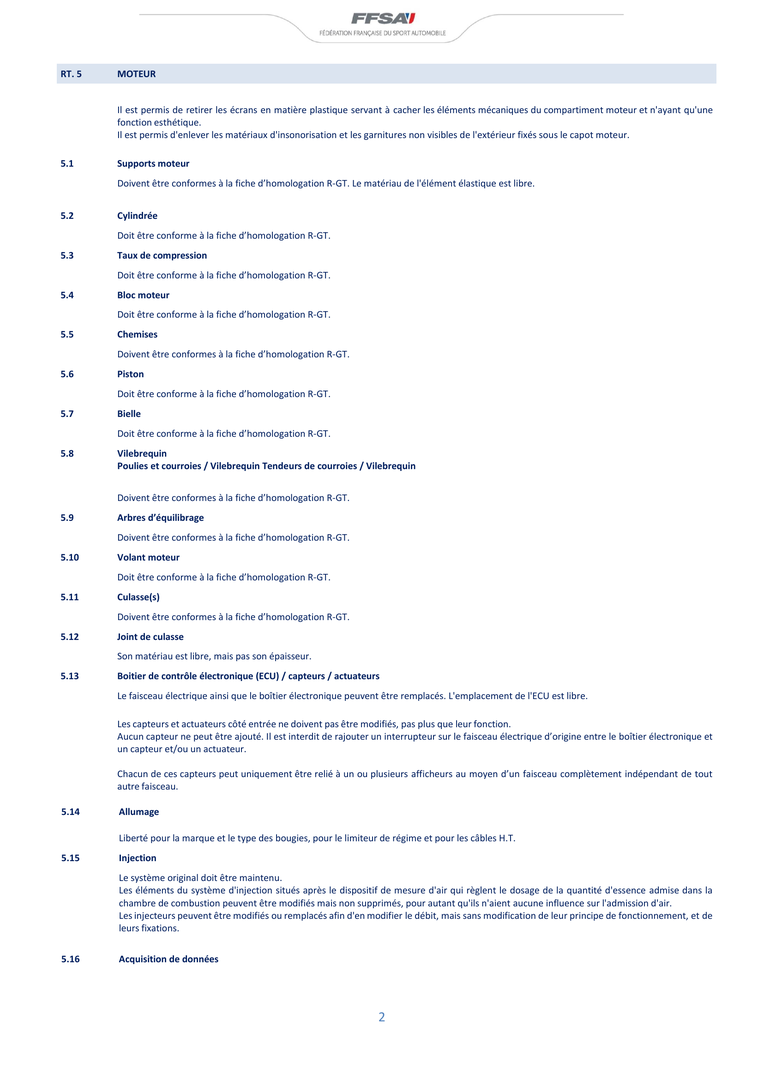 FFSA
FÉDÉRATION FRANÇAISE DU SPORT AUTOMOBILE
RT. 5 MOTEUR
Il est permis de retirer les écrans en matière plastique servant à cacher les éléments mécaniques du compartiment moteur et n'ayant qu'une
fonction esthétique.
Il est permis d'enlever les matériaux d'insonorisation et les garnitures non visibles de l'extérieur fixés sous le capot moteur.
5.1 Supports moteur
Doivent être conformes à la fiche d’homologation R-GT. Le matériau de l'élément élastique est libre.
5.2 Cylindrée
Doit être conforme à la fiche d’homologation R-GT.
5.3 Taux de compression
Doit être conforme à la fiche d’homologation R-GT.
5.4 Bloc moteur
Doit être conforme à la fiche d’homologation R-GT.
5.5 Chemises
Doivent être conformes à la fiche d’homologation R-GT.
5.6 Piston
Doit être conforme à la fiche d’homologation R-GT.
5.7 Bielle
Doit être conforme à la fiche d’homologation R-GT.
5.8 Vilebrequin
Poulies et courroies / Vilebrequin Tendeurs de courroies / Vilebrequin
Doivent être conformes à la fiche d’homologation R-GT.
5.9 Arbres d’équilibrage
Doivent être conformes à la fiche d’homologation R-GT.
5.10 Volant moteur
Doit être conforme à la fiche d’homologation R-GT.
5.11 Culasse(s)
Doivent être conformes à la fiche d’homologation R-GT.
5.12 Joint de culasse
Son matériau est libre, mais pas son épaisseur.
5.13 Boitier de contrôle électronique (ECU) / capteurs / actuateurs
Le faisceau électrique ainsi que le boîtier électronique peuvent être remplacés. L'emplacement de l'ECU est libre.
Les capteurs et actuateurs côté entrée ne doivent pas être modifiés, pas plus que leur fonction.
Aucun capteur ne peut être ajouté. Il est interdit de rajouter un interrupteur sur le faisceau électrique d’origine entre le boîtier électronique et
un capteur et/ou un actuateur.
Chacun de ces capteurs peut uniquement être relié à un ou plusieurs afficheurs au moyen d’un faisceau complètement indépendant de tout
autre faisceau.
5.14 Allumage
Liberté pour la marque et le type des bougies, pour le limiteur de régime et pour les câbles H.T.
5.15 Injection
Le système original doit être maintenu.
Les éléments du système d'injection situés après le dispositif de mesure d'air qui règlent le dosage de la quantité d'essence admise dans la
chambre de combustion peuvent être modifiés mais non supprimés, pour autant qu'ils n'aient aucune influence sur l'admission d'air.
Les injecteurs peuvent être modifiés ou remplacés afin d'en modifier le débit, mais sans modification de leur principe de fonctionnement, et de
leurs fixations.
5.16 Acquisition de données
2